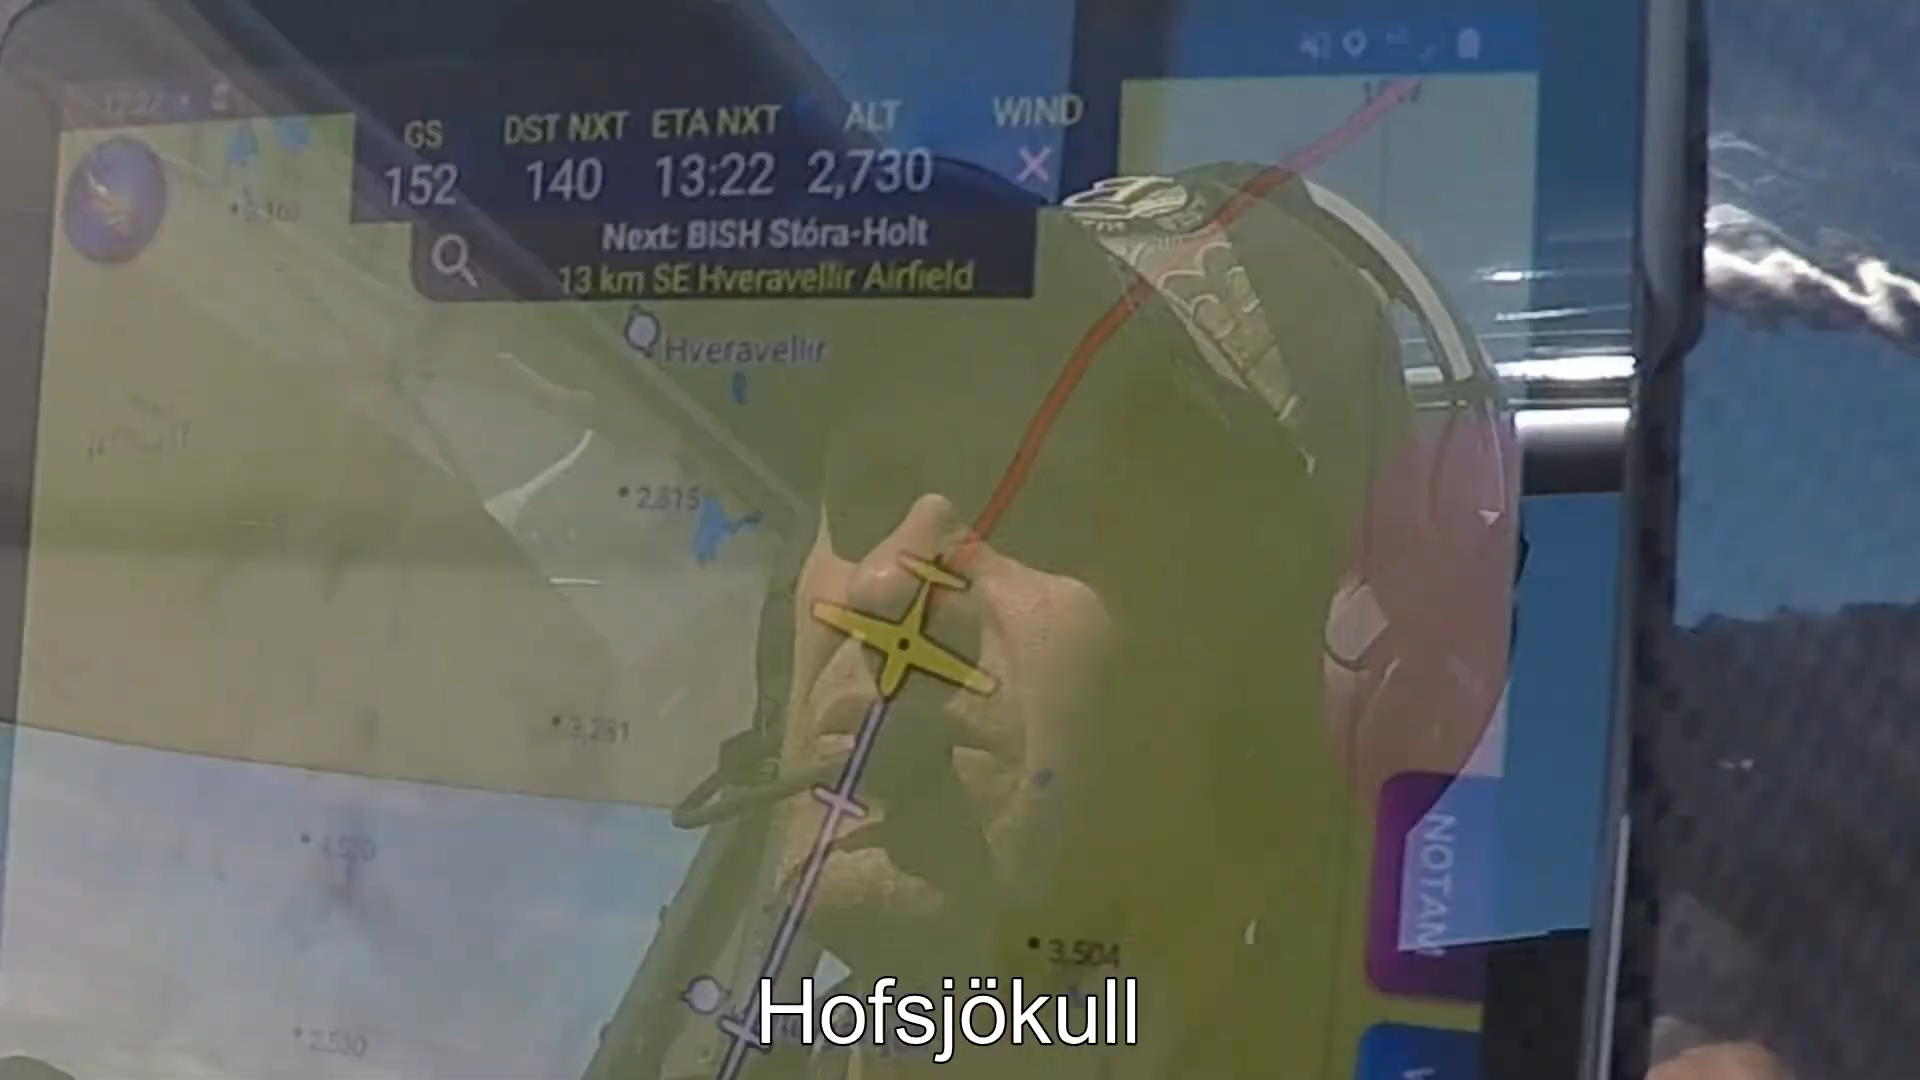 GS DST NXT ETA NXT ALT WIND
152 140 13:22 2,730
Next: BISH Stóra-Holt
13 km SE Hveravellir Airfield
Hveravellir
2,815
3,281
NOTAM
3,504
Hofsjökull